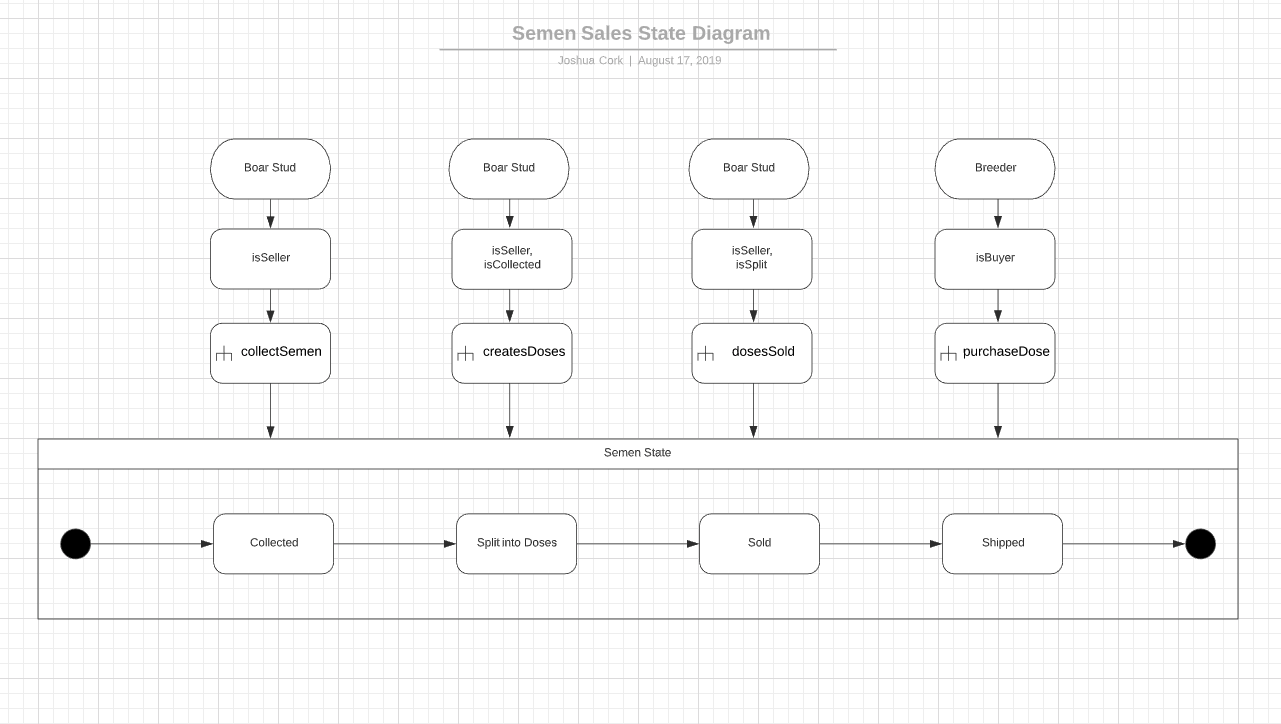 Semen Sales State Diagram
Joshua Cork | August 17, 2019
Boar Stud
Boar Stud
Boar Stud
Breeder
isSeller
isSeller,
isCollected
isSeller,
isSplit
isBuyer
collectSemen
createsDoses
dosesSold
purchaseDose
Semen State
Collected
Split into Doses
Sold
Shipped